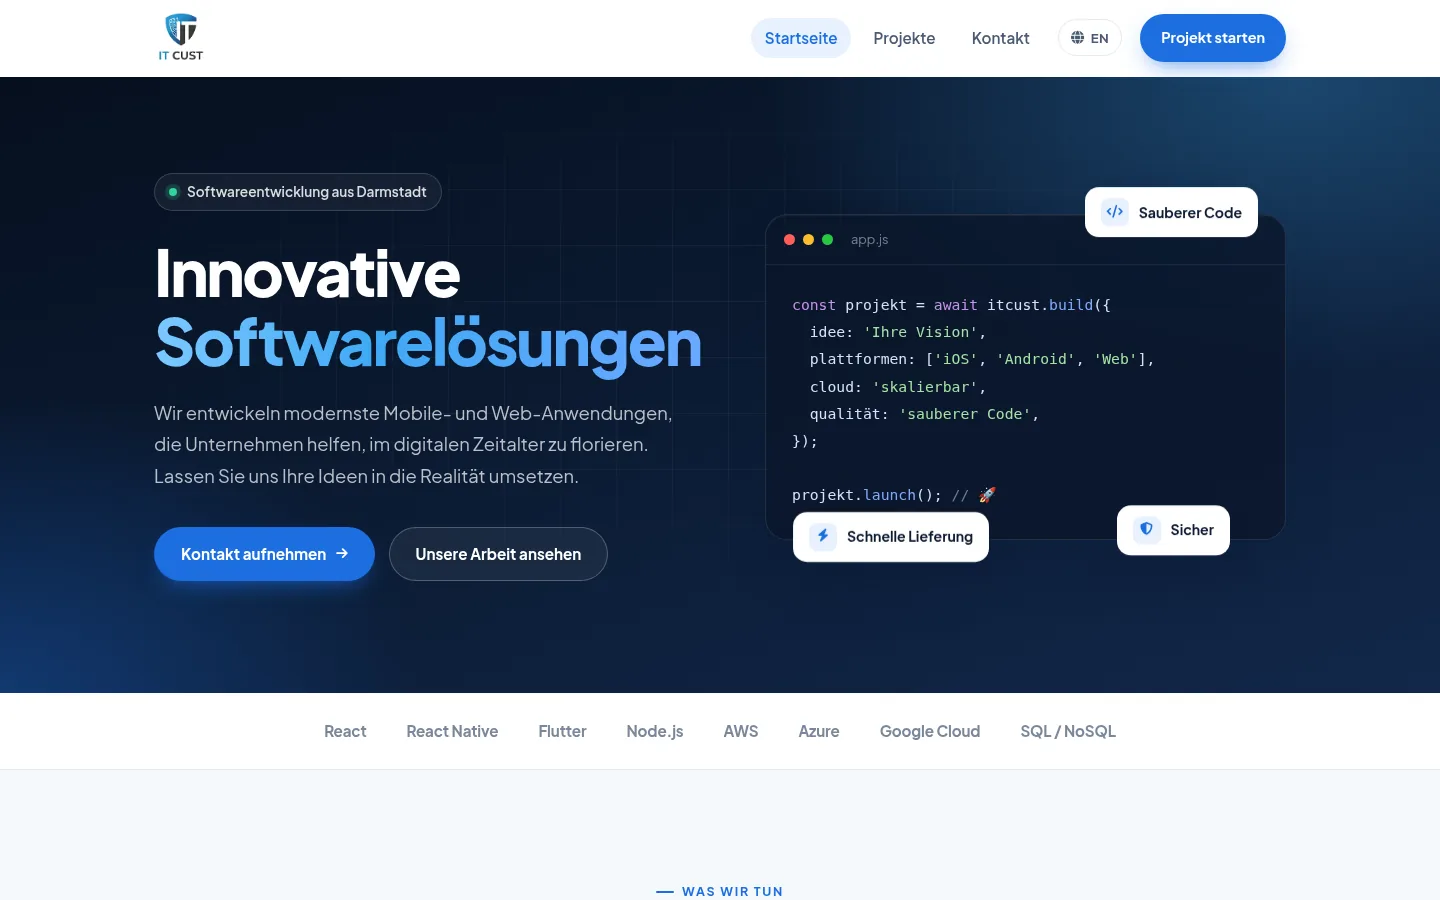 IT CUST
Startseite
Projekte
Kontakt
EN
Projekt starten
Softwareentwicklung aus Darmstadt
Innovative
Softwarelösungen
Wir entwickeln modernste Mobile- und Web-Anwendungen,
die Unternehmen helfen, im digitalen Zeitalter zu florieren.
Lassen Sie uns Ihre Ideen in die Realität umsetzen.
Kontakt aufnehmen →
Unsere Arbeit ansehen
Sauberer Code
app.js
const projekt = await itcust.build({
  idee: 'Ihre Vision',
  plattformen: ['iOS', 'Android', 'Web'],
  cloud: 'skalierbar',
  qualität: 'sauberer Code',
});
projekt.launch(); // 🚀
Schnelle Lieferung
Sicher
React
React Native
Flutter
Node.js
AWS
Azure
Google Cloud
SQL / NoSQL
WAS WIR TUN